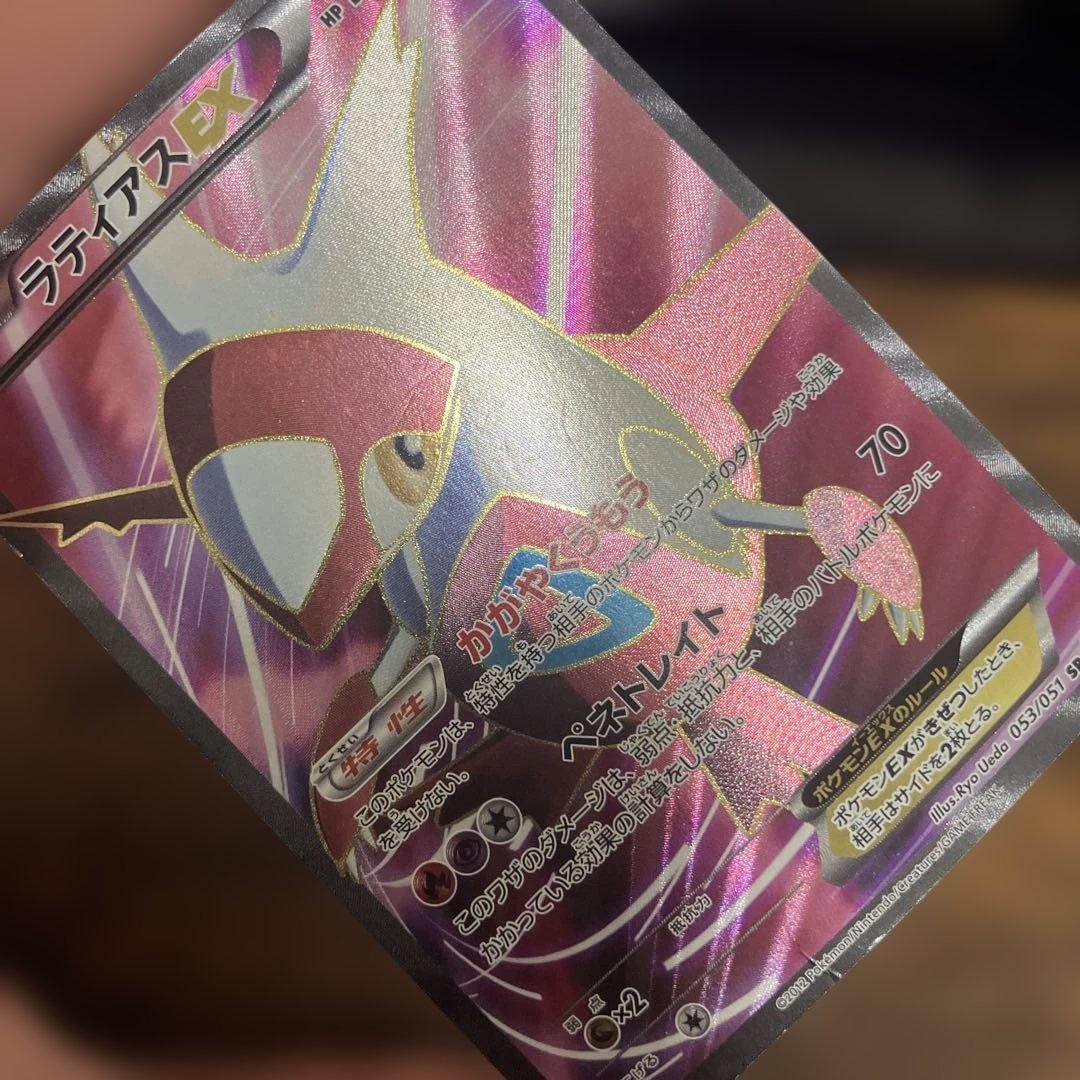 ラティアスEX
HP
特性
とくせい
かがやくうもう
このポケモンは、特性を持つ相手のポケモンからワザのダメージや効果
を受けない。
ペネトレイト 70
このワザのダメージは、弱点、抵抗力と、相手のバトルポケモンに
かかっている効果の計算をしない。
弱点
×2
抵抗力
げる
ポケモンEXのルール
ポケモンEXがきぜつしたとき、
相手はサイドを2枚とる。
Illus.Ryo Ueda 053/051 SR
©2012 Pokémon/Nintendo/Creatures/GAME FREAK